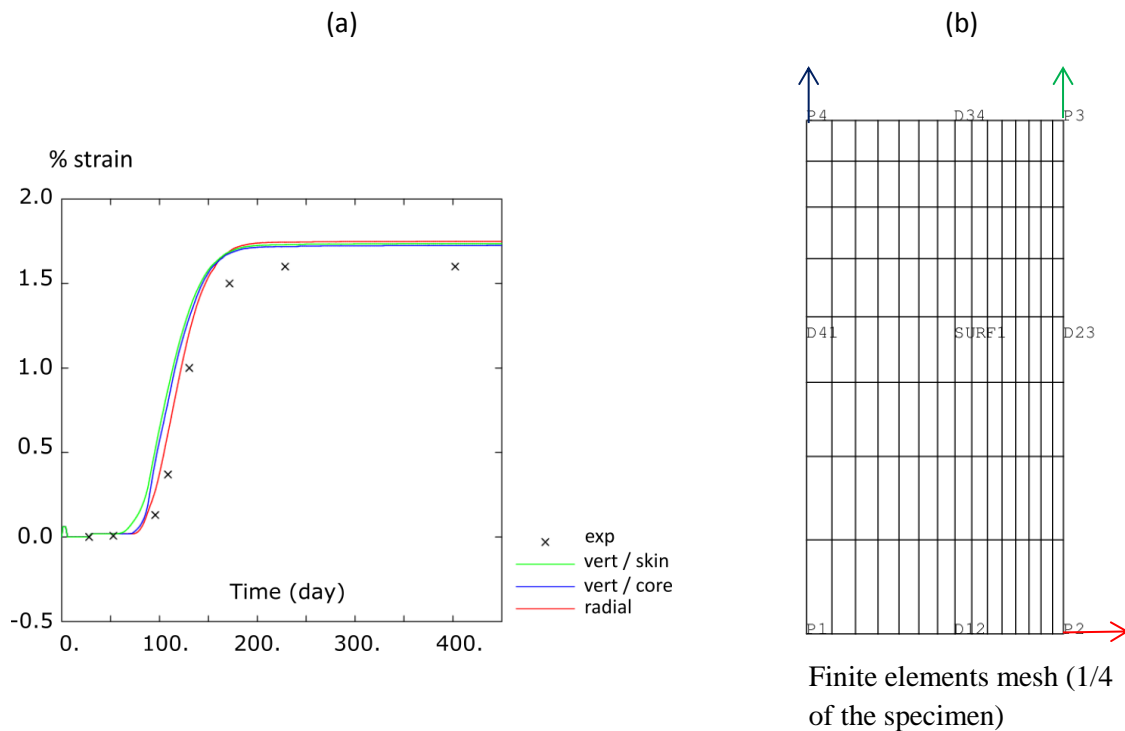 (a)
% strain
2.0
1.5
1.0
0.5
0.0
-0.5
Time (day)
0.
100.
200.
300.
400.
exp
vert / skin
vert / core
radial
(b)
P4
D34
P3
D41
SURF1
D23
P1
D12
P2
Finite elements mesh (1/4
of the specimen)